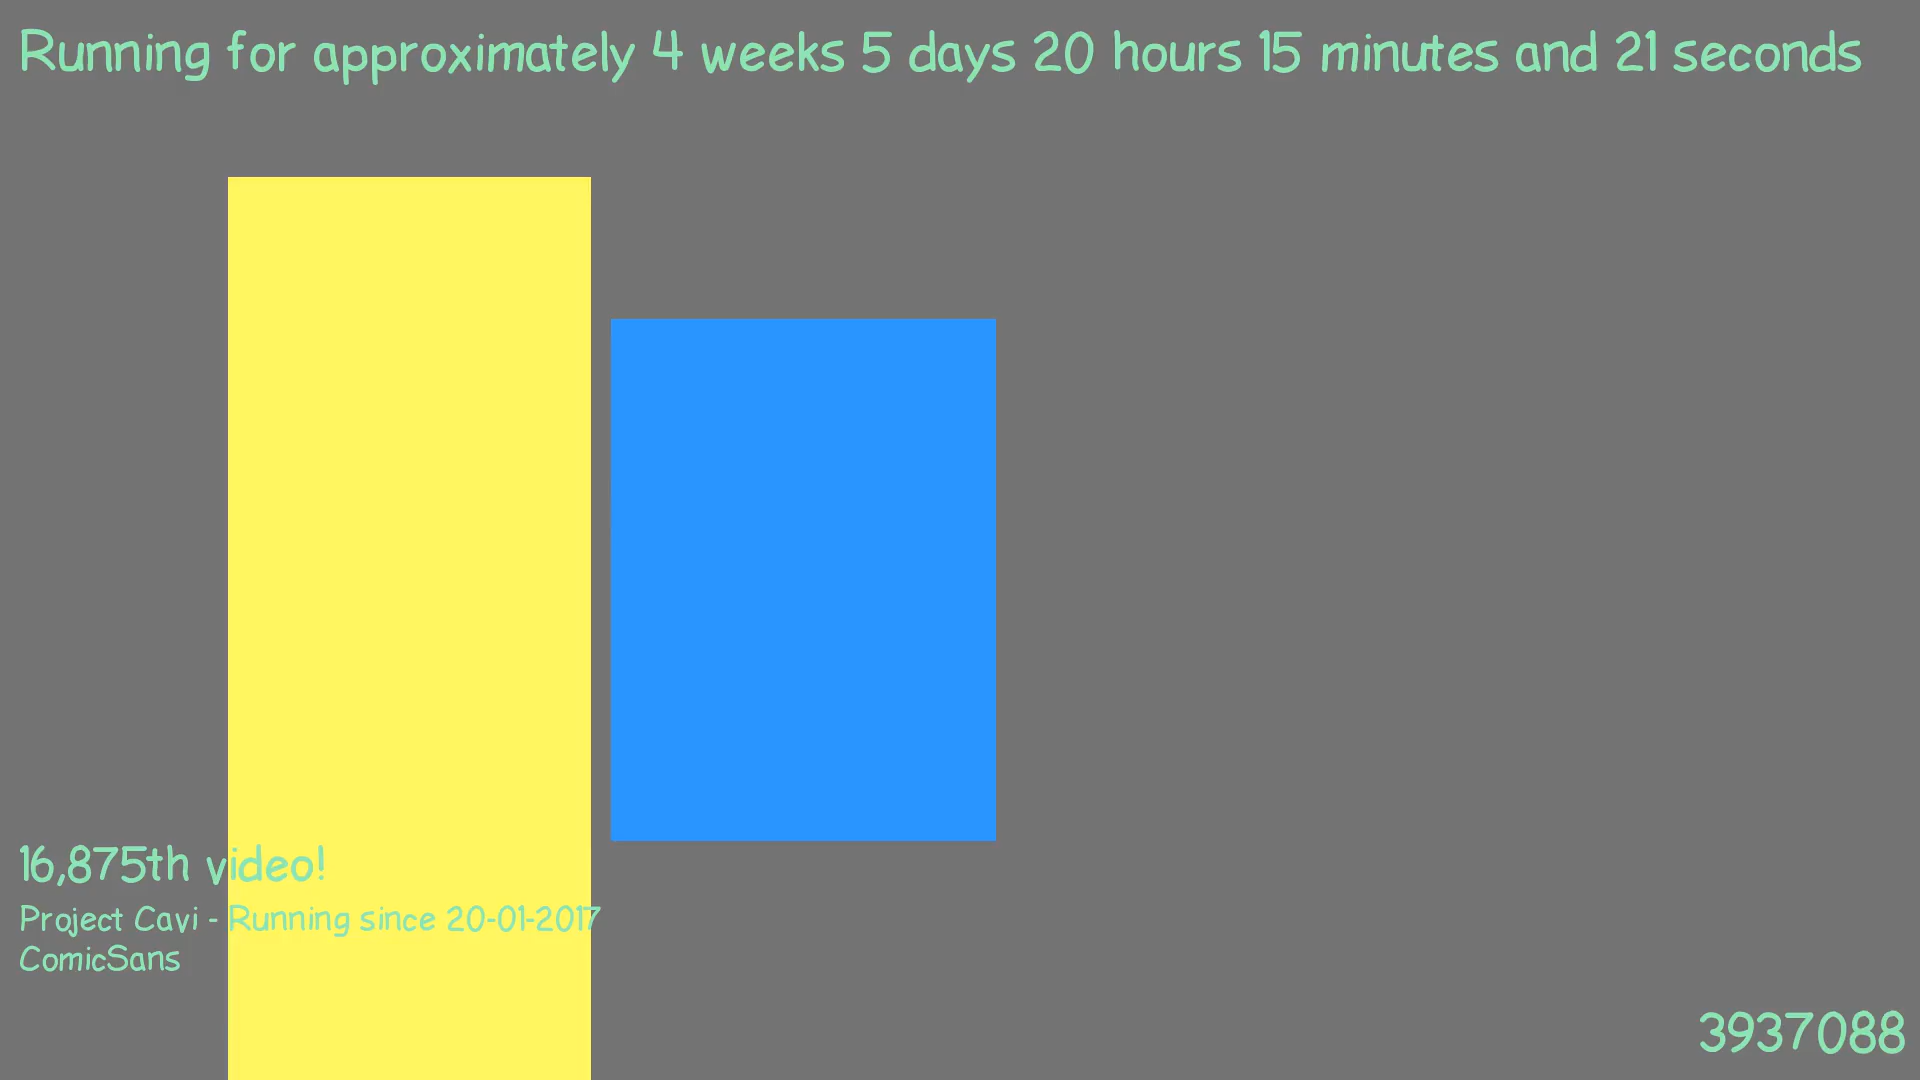 Running for approximately 4 weeks 5 days 20 hours 15 minutes and 21 seconds
16,875th video!
Project Cavi - Running since 20-01-2017
ComicSans
3937088